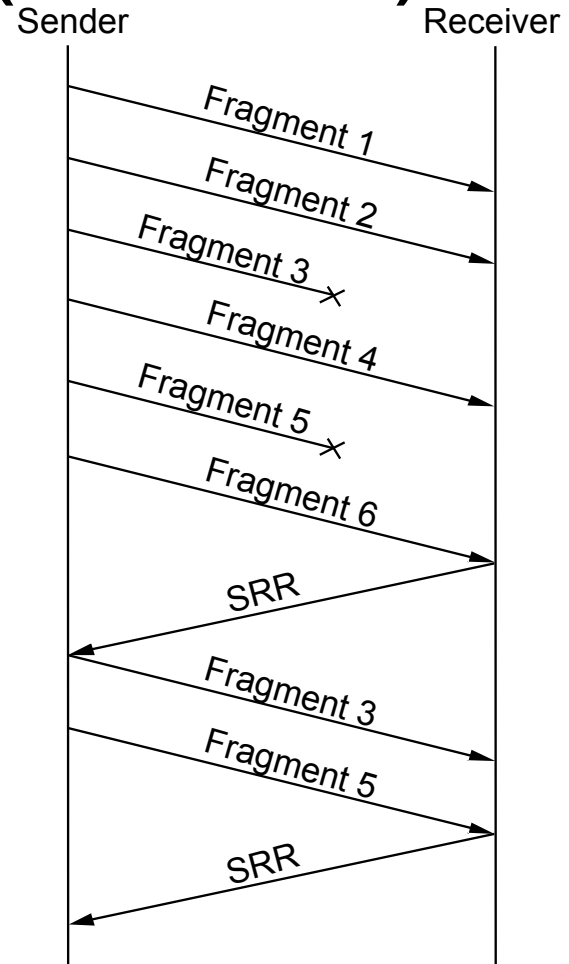 Sender
Receiver
Fragment 1
Fragment 2
Fragment 3
Fragment 4
Fragment 5
Fragment 6
SRR
Fragment 3
Fragment 5
SRR